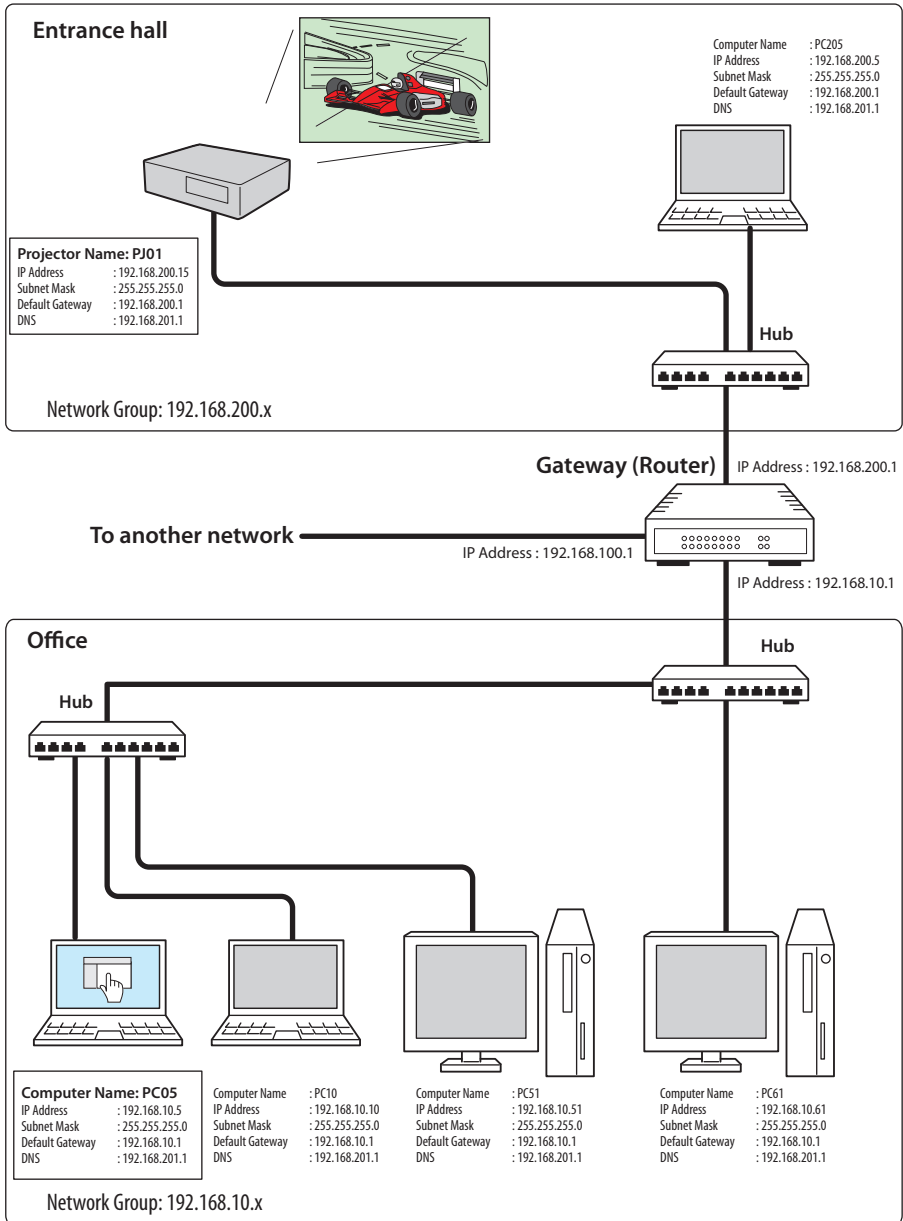 Entrance hall
Computer Name : PC205
IP Address : 192.168.200.5
Subnet Mask : 255.255.255.0
Default Gateway : 192.168.200.1
DNS : 192.168.201.1
Projector Name: PJ01
IP Address : 192.168.200.15
Subnet Mask : 255.255.255.0
Default Gateway : 192.168.200.1
DNS : 192.168.201.1
Hub
Network Group: 192.168.200.x
Gateway (Router)
IP Address : 192.168.200.1
To another network
IP Address : 192.168.100.1
IP Address : 192.168.10.1
Office
Hub
Hub
Computer Name: PC05
IP Address : 192.168.10.5
Subnet Mask : 255.255.255.0
Default Gateway : 192.168.10.1
DNS : 192.168.201.1
Computer Name : PC10
IP Address : 192.168.10.10
Subnet Mask : 255.255.255.0
Default Gateway : 192.168.10.1
DNS : 192.168.201.1
Computer Name : PC51
IP Address : 192.168.10.51
Subnet Mask : 255.255.255.0
Default Gateway : 192.168.10.1
DNS : 192.168.201.1
Computer Name : PC61
IP Address : 192.168.10.61
Subnet Mask : 255.255.255.0
Default Gateway : 192.168.10.1
DNS : 192.168.201.1
Network Group: 192.168.10.x